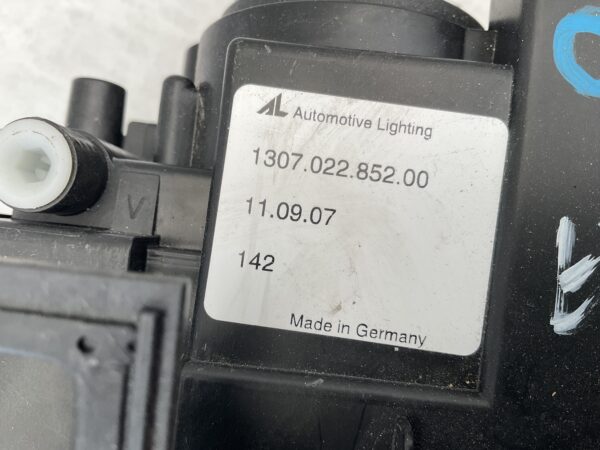 AL Automotive Lighting
1307.022.852.00
11.09.07
142
Made in Germany
V